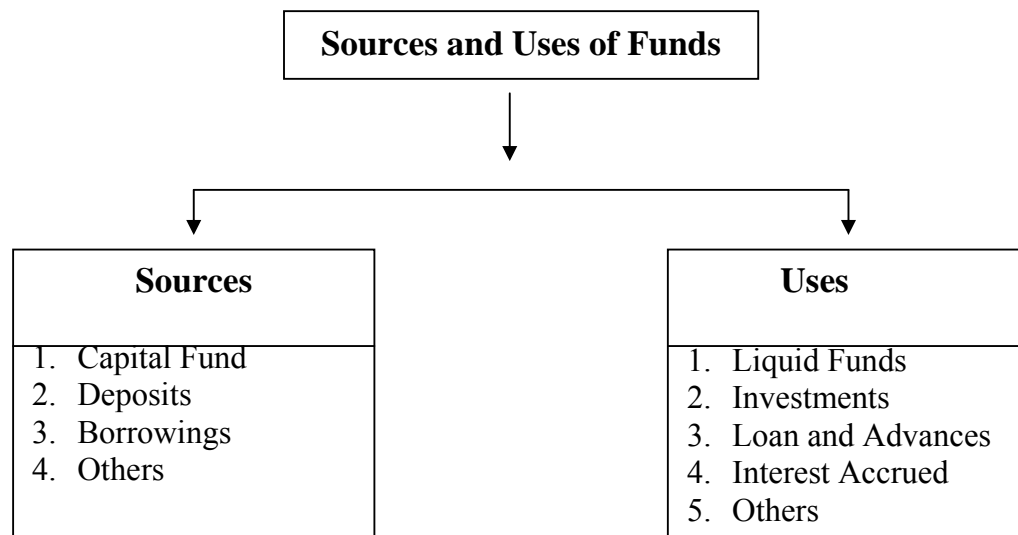 Sources and Uses of Funds
Sources
1. Capital Fund
2. Deposits
3. Borrowings
4. Others
Uses
1. Liquid Funds
2. Investments
3. Loan and Advances
4. Interest Accrued
5. Others